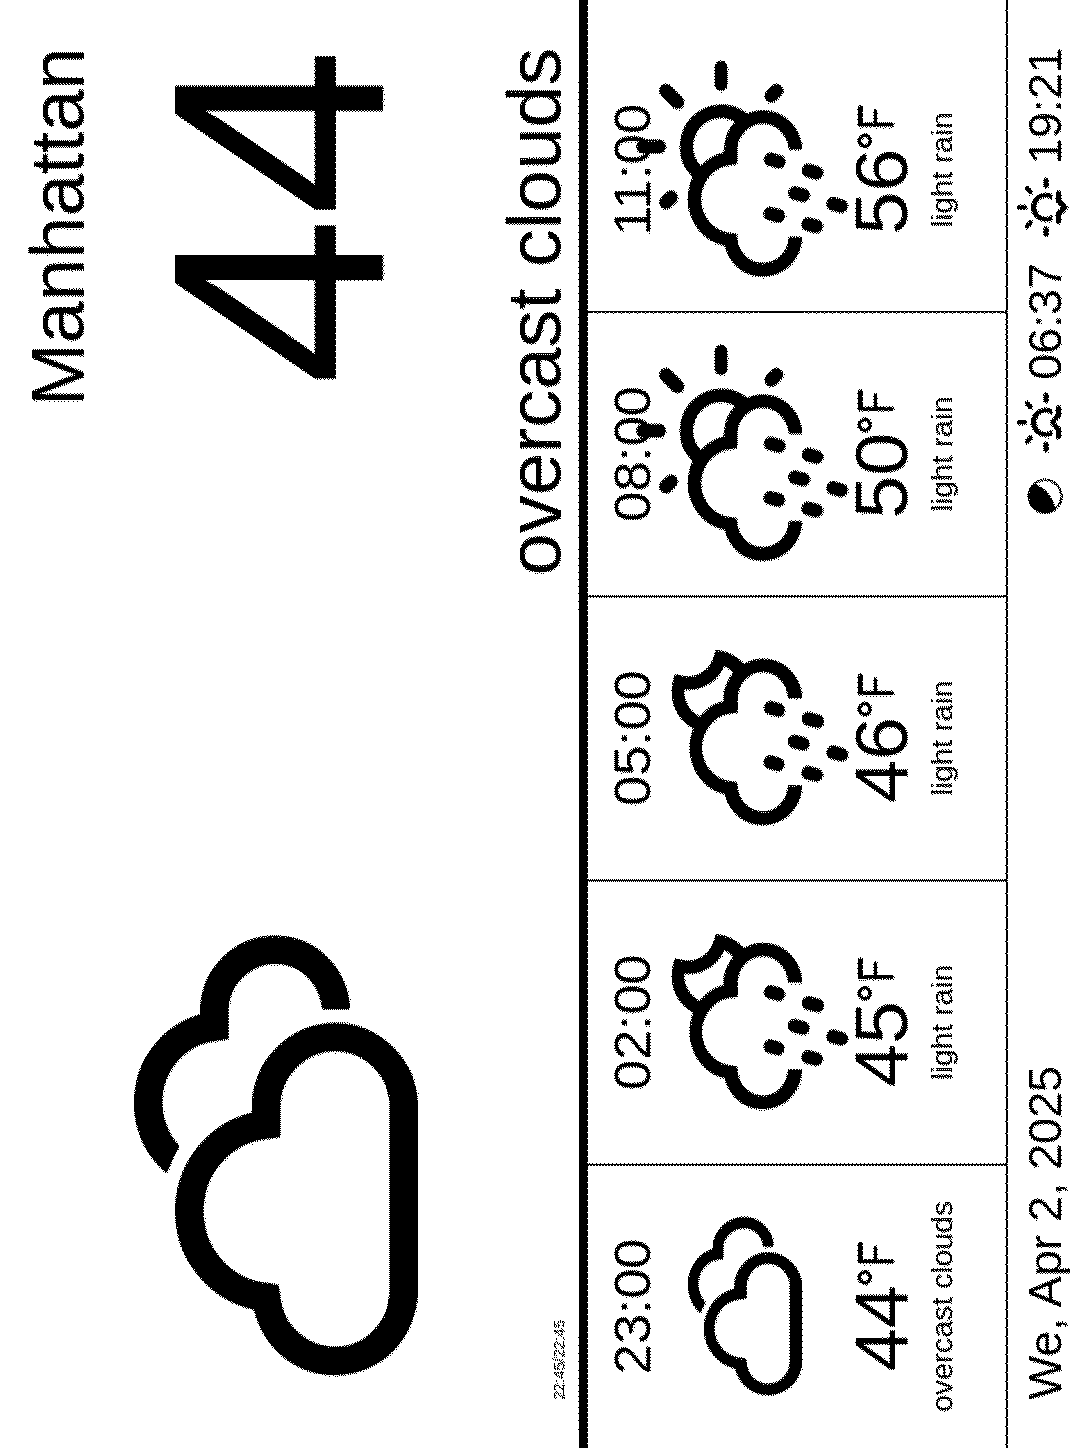 Manhattan
44
overcast clouds
22:45/22:45
23:00
02:00
05:00
08:00
11:00
44°F
45°F
46°F
50°F
56°F
overcast clouds
light rain
light rain
light rain
light rain
We, Apr 2, 2025
06:37
19:21